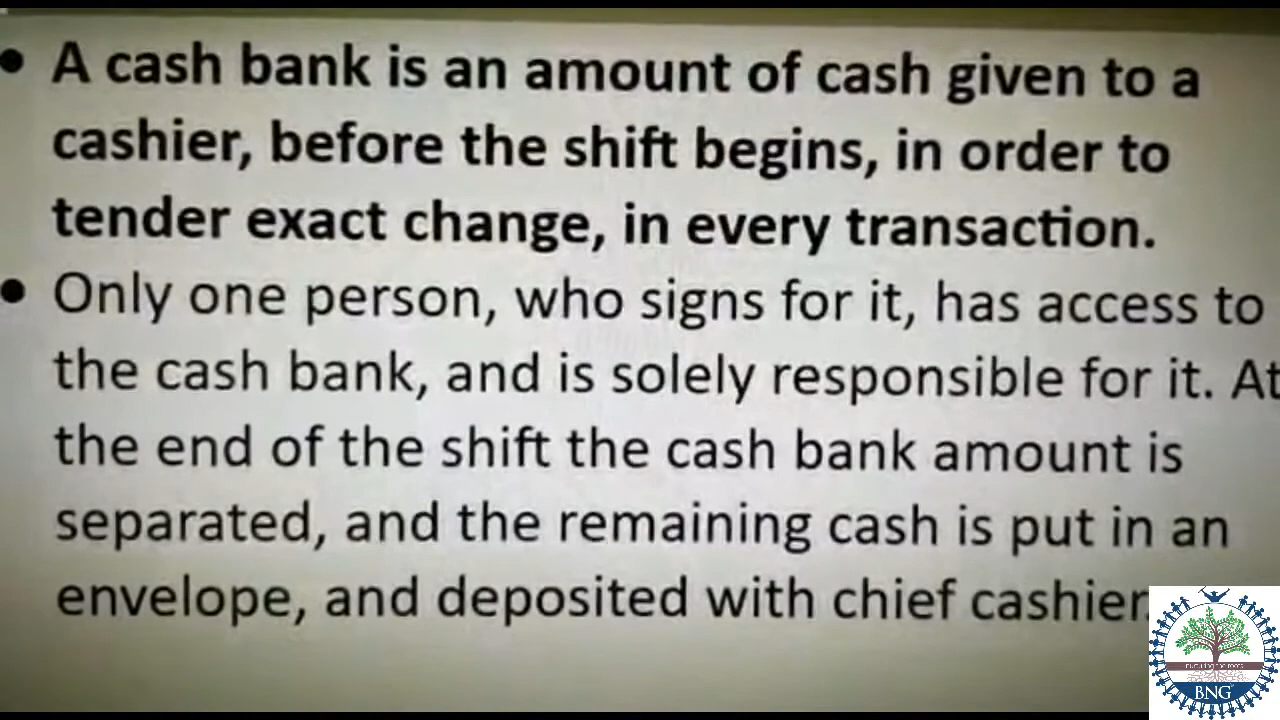 • A cash bank is an amount of cash given to a
cashier, before the shift begins, in order to
tender exact change, in every transaction.
• Only one person, who signs for it, has access to
the cash bank, and is solely responsible for it. At
the end of the shift the cash bank amount is
separated, and the remaining cash is put in an
envelope, and deposited with chief cashier.
nurturing the roots
BNG